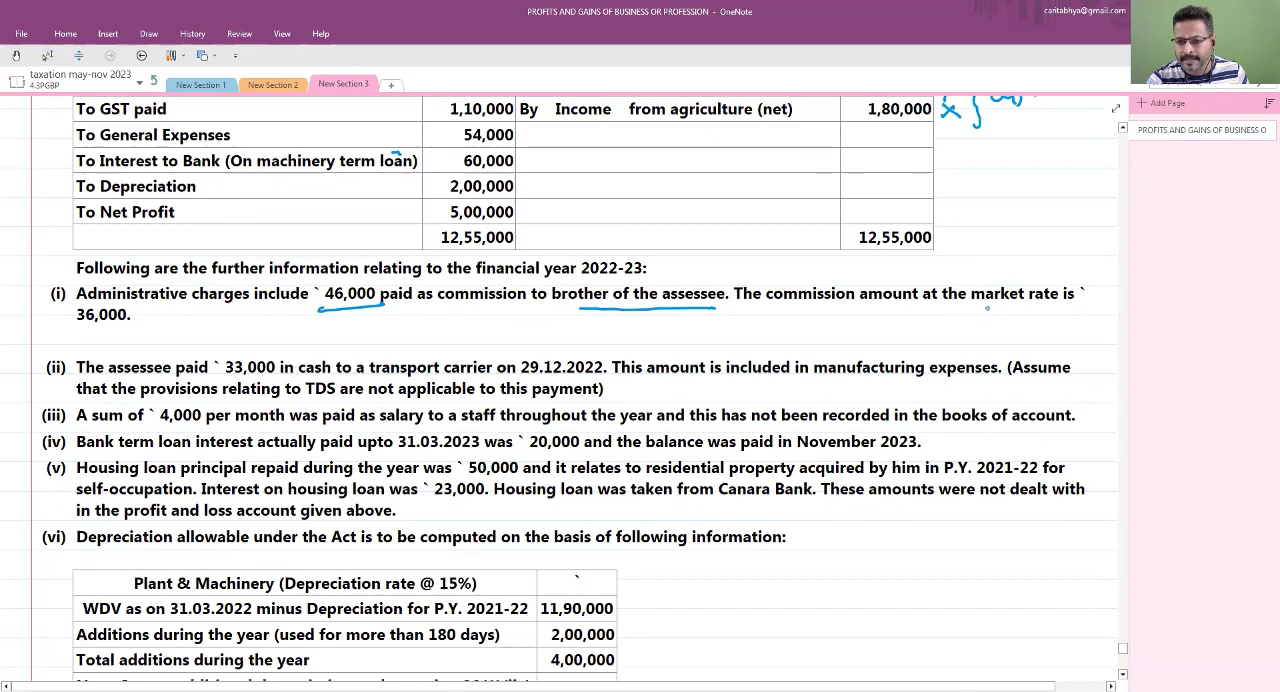 PROFITS AND GAINS OF BUSINESS OR PROFESSION - OneNote
caritabhya@gmail.com
File Home Insert Draw History Review View Help
taxation may-nov 2023
4.3PGBP
5
New Section 1 New Section 2 New Section 3
Add Page
PROFITS AND GAINS OF BUSINESS O
To GST paid 1,10,000 By Income from agriculture (net) 1,80,000
To General Expenses 54,000
To Interest to Bank (On machinery term loan) 60,000
To Depreciation 2,00,000
To Net Profit 5,00,000
12,55,000 12,55,000
Following are the further information relating to the financial year 2022-23:
(i) Administrative charges include ` 46,000 paid as commission to brother of the assessee. The commission amount at the market rate is `
36,000.
(ii) The assessee paid ` 33,000 in cash to a transport carrier on 29.12.2022. This amount is included in manufacturing expenses. (Assume
that the provisions relating to TDS are not applicable to this payment)
(iii) A sum of ` 4,000 per month was paid as salary to a staff throughout the year and this has not been recorded in the books of account.
(iv) Bank term loan interest actually paid upto 31.03.2023 was ` 20,000 and the balance was paid in November 2023.
(v) Housing loan principal repaid during the year was ` 50,000 and it relates to residential property acquired by him in P.Y. 2021-22 for
self-occupation. Interest on housing loan was ` 23,000. Housing loan was taken from Canara Bank. These amounts were not dealt with
in the profit and loss account given above.
(vi) Depreciation allowable under the Act is to be computed on the basis of following information:
Plant & Machinery (Depreciation rate @ 15%) `
WDV as on 31.03.2022 minus Depreciation for P.Y. 2021-22 11,90,000
Additions during the year (used for more than 180 days) 2,00,000
Total additions during the year 4,00,000